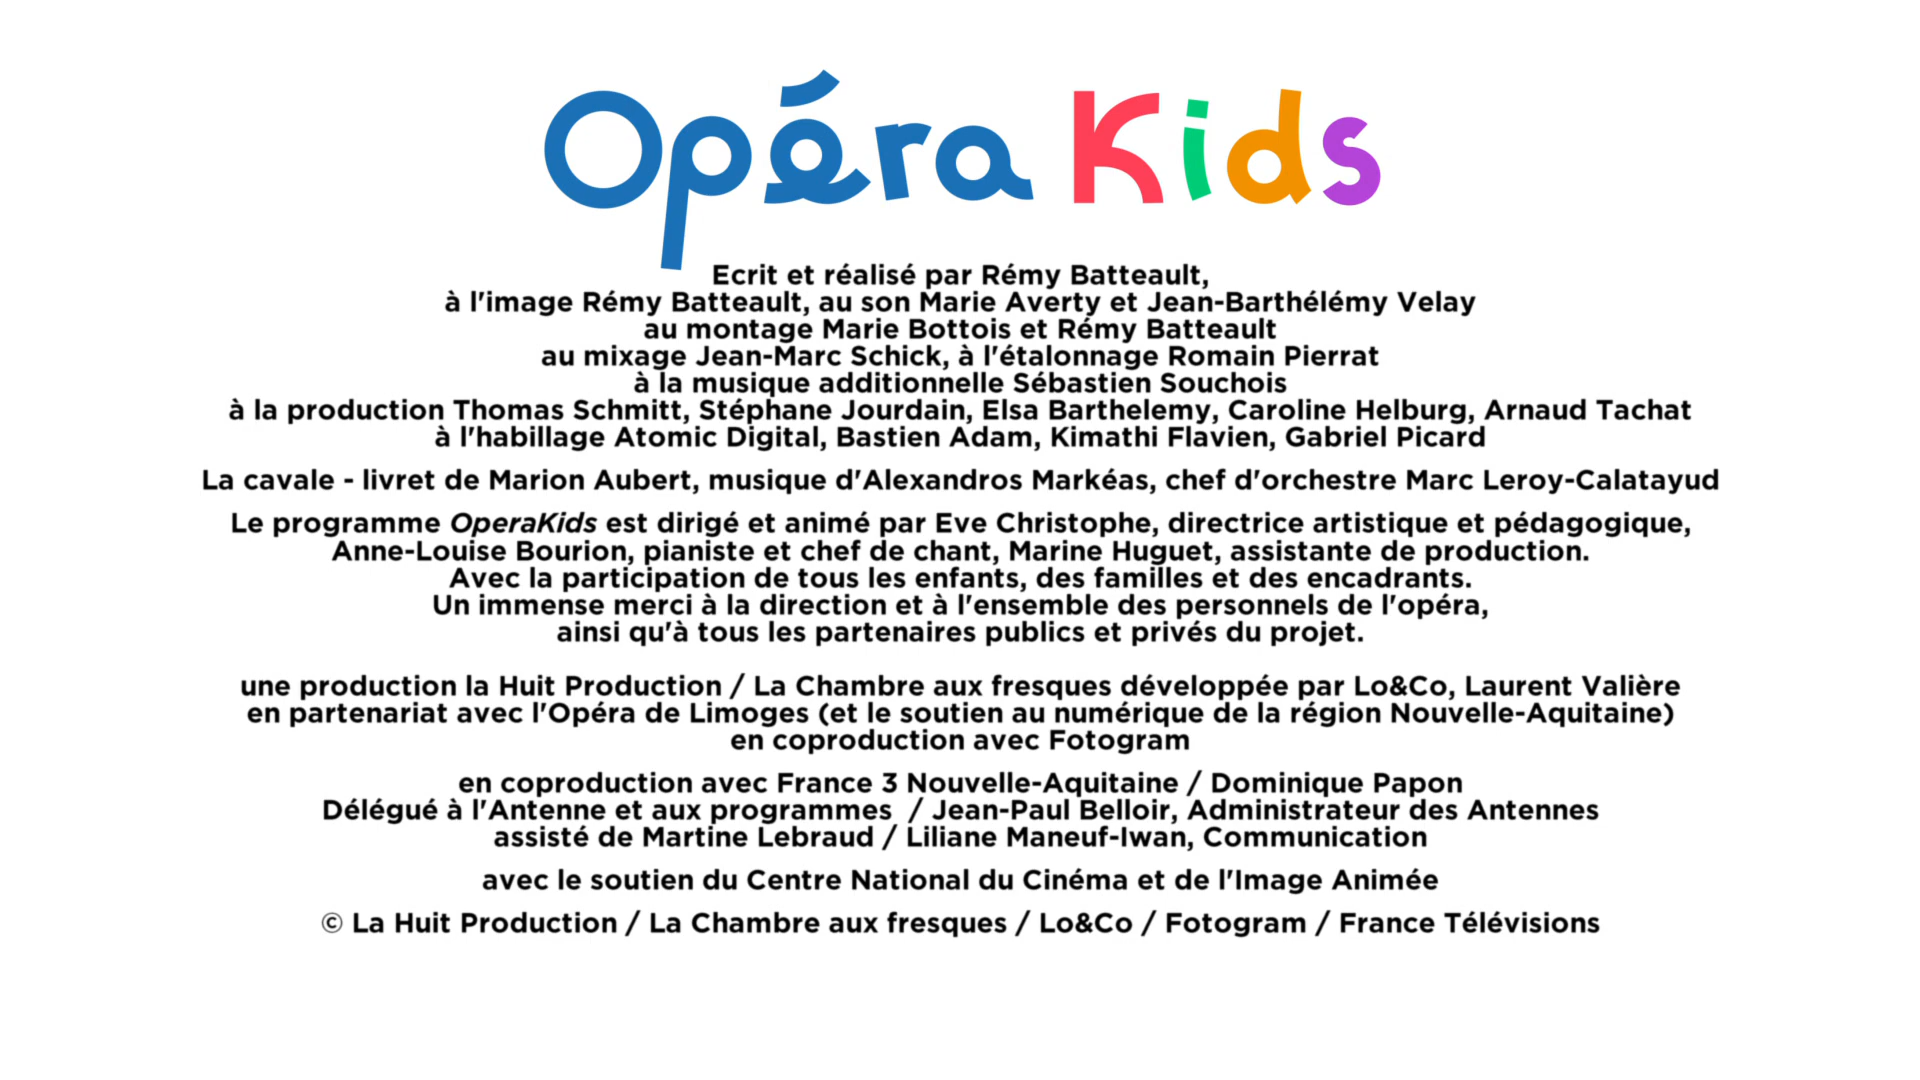 Opéra Kids
Ecrit et réalisé par Rémy Batteault,
à l'image Rémy Batteault, au son Marie Averty et Jean-Barthélémy Velay
au montage Marie Bottois et Rémy Batteault
au mixage Jean-Marc Schick, à l'étalonnage Romain Pierrat
à la musique additionnelle Sébastien Souchois
à la production Thomas Schmitt, Stéphane Jourdain, Elsa Barthelemy, Caroline Helburg, Arnaud Tachat
à l'habillage Atomic Digital, Bastien Adam, Kimathi Flavien, Gabriel Picard
La cavale - livret de Marion Aubert, musique d'Alexandros Markéas, chef d'orchestre Marc Leroy-Calatayud
Le programme OperaKids est dirigé et animé par Eve Christophe, directrice artistique et pédagogique,
Anne-Louise Bourion, pianiste et chef de chant, Marine Huguet, assistante de production.
Avec la participation de tous les enfants, des familles et des encadrants.
Un immense merci à la direction et à l'ensemble des personnels de l'opéra,
ainsi qu'à tous les partenaires publics et privés du projet.
une production la Huit Production / La Chambre aux fresques développée par Lo&Co, Laurent Valière
en partenariat avec l'Opéra de Limoges (et le soutien au numérique de la région Nouvelle-Aquitaine)
en coproduction avec Fotogram
en coproduction avec France 3 Nouvelle-Aquitaine / Dominique Papon
Délégué à l'Antenne et aux programmes / Jean-Paul Belloir, Administrateur des Antennes
assisté de Martine Lebraud / Liliane Maneuf-Iwan, Communication
avec le soutien du Centre National du Cinéma et de l'Image Animée
© La Huit Production / La Chambre aux fresques / Lo&Co / Fotogram / France Télévisions